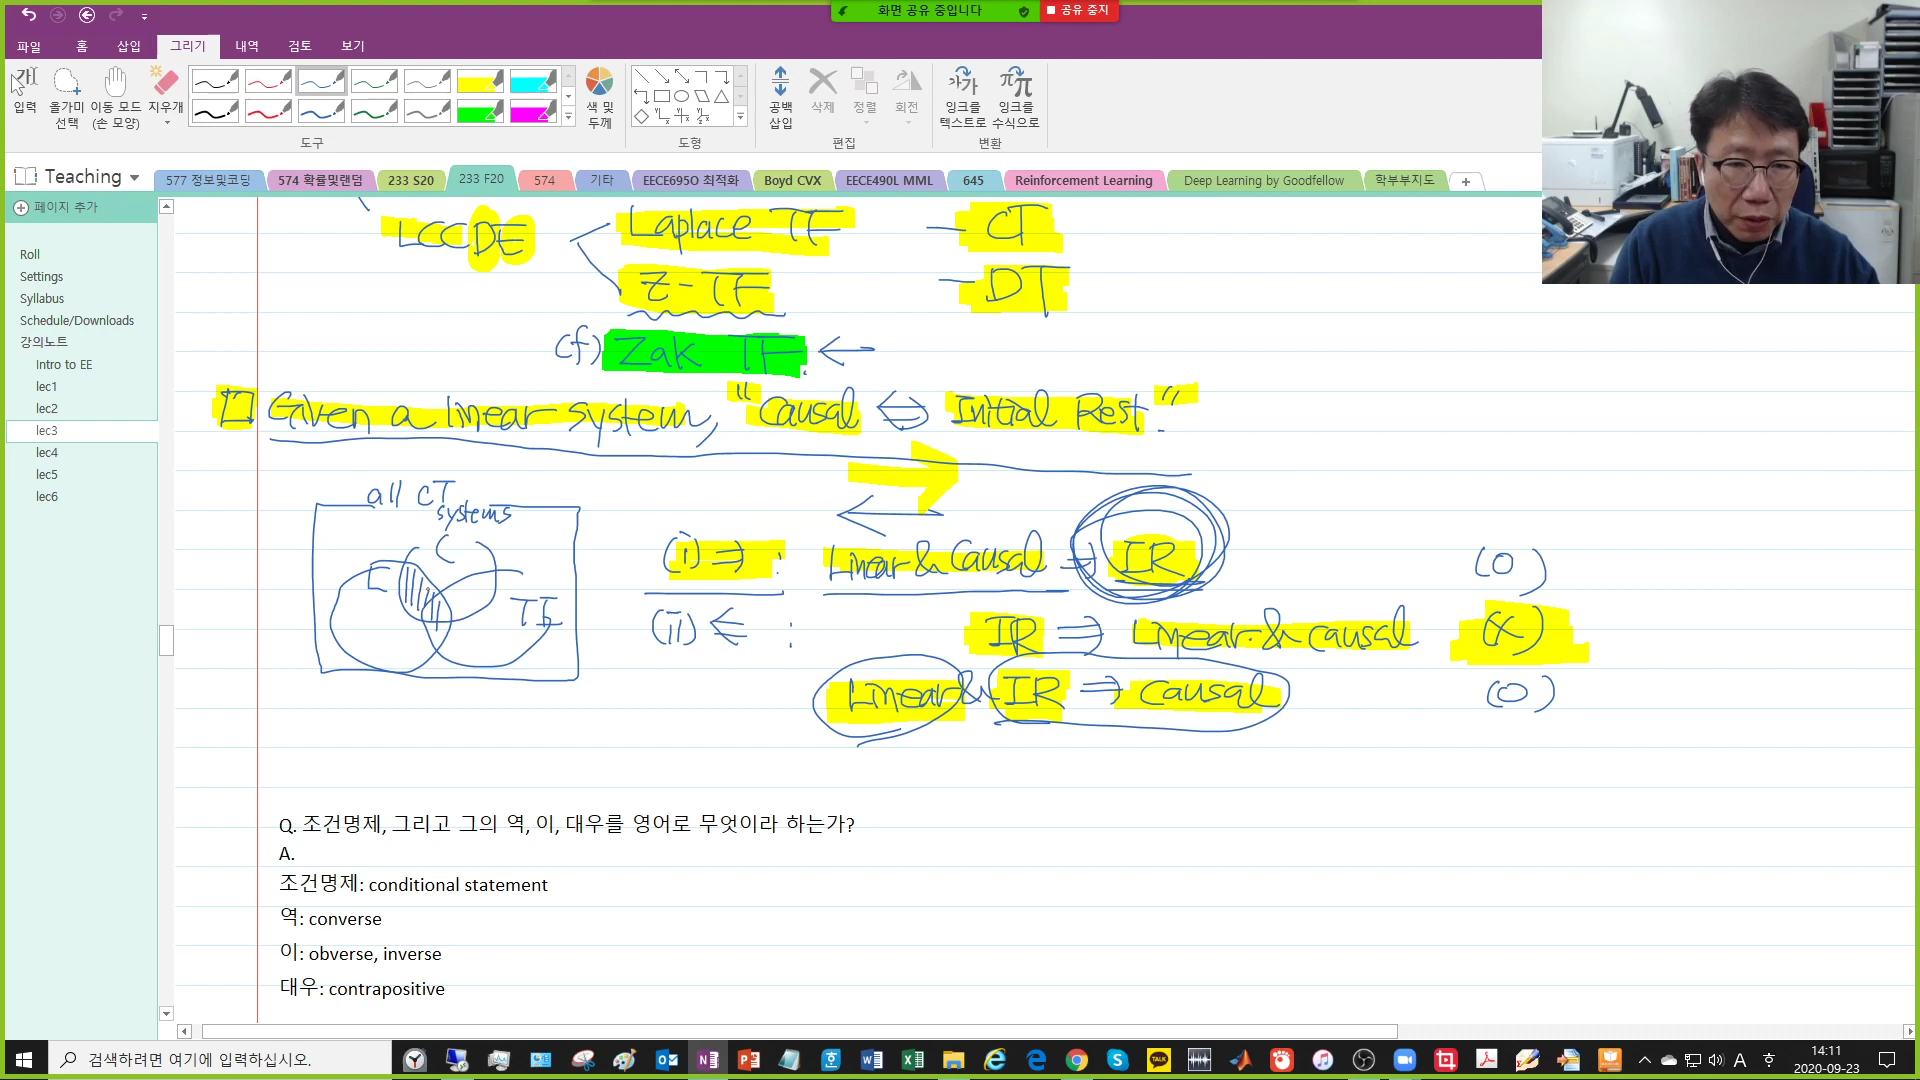 화면 공유 중입니다 공유 중지
파일 홈 삽입 그리기 내역 검토 보기
입력 올가미 선택 이동 모드 (손 모양) 지우개 색 및 두께 공백 삽입 삭제 정렬 회전 잉크를 텍스트로 잉크를 수식으로
도구 도형 편집 변환
Teaching 577 정보및코딩 574 확률및랜덤 233 S20 233 F20 574 기타 EECE695O 최적화 Boyd CVX EECE490L MML 645 Reinforcement Learning Deep Learning by Goodfellow 학부부지도
페이지 추가
Roll
Settings
Syllabus
Schedule/Downloads
강의노트
Intro to EE
lec1
lec2
lec3
lec4
lec5
lec6
LCCDE < Laplace TF — CT
Z-TF — DT
(f) Zak TF. ←
□ Given a linear system, "Causal ⇔ Initial Rest".
→
←
all CT systems
L C TI
(i) ⇒ : Linear & Causal ⇒ IR (O)
(ii) ⇐ : IR ⇒ Linear & causal (X)
Linear & IR ⇒ causal (O)
Q. 조건명제, 그리고 그의 역, 이, 대우를 영어로 무엇이라 하는가?
A.
조건명제: conditional statement
역: converse
이: obverse, inverse
대우: contrapositive
검색하려면 여기에 입력하십시오.
A
14:11
2020-09-23